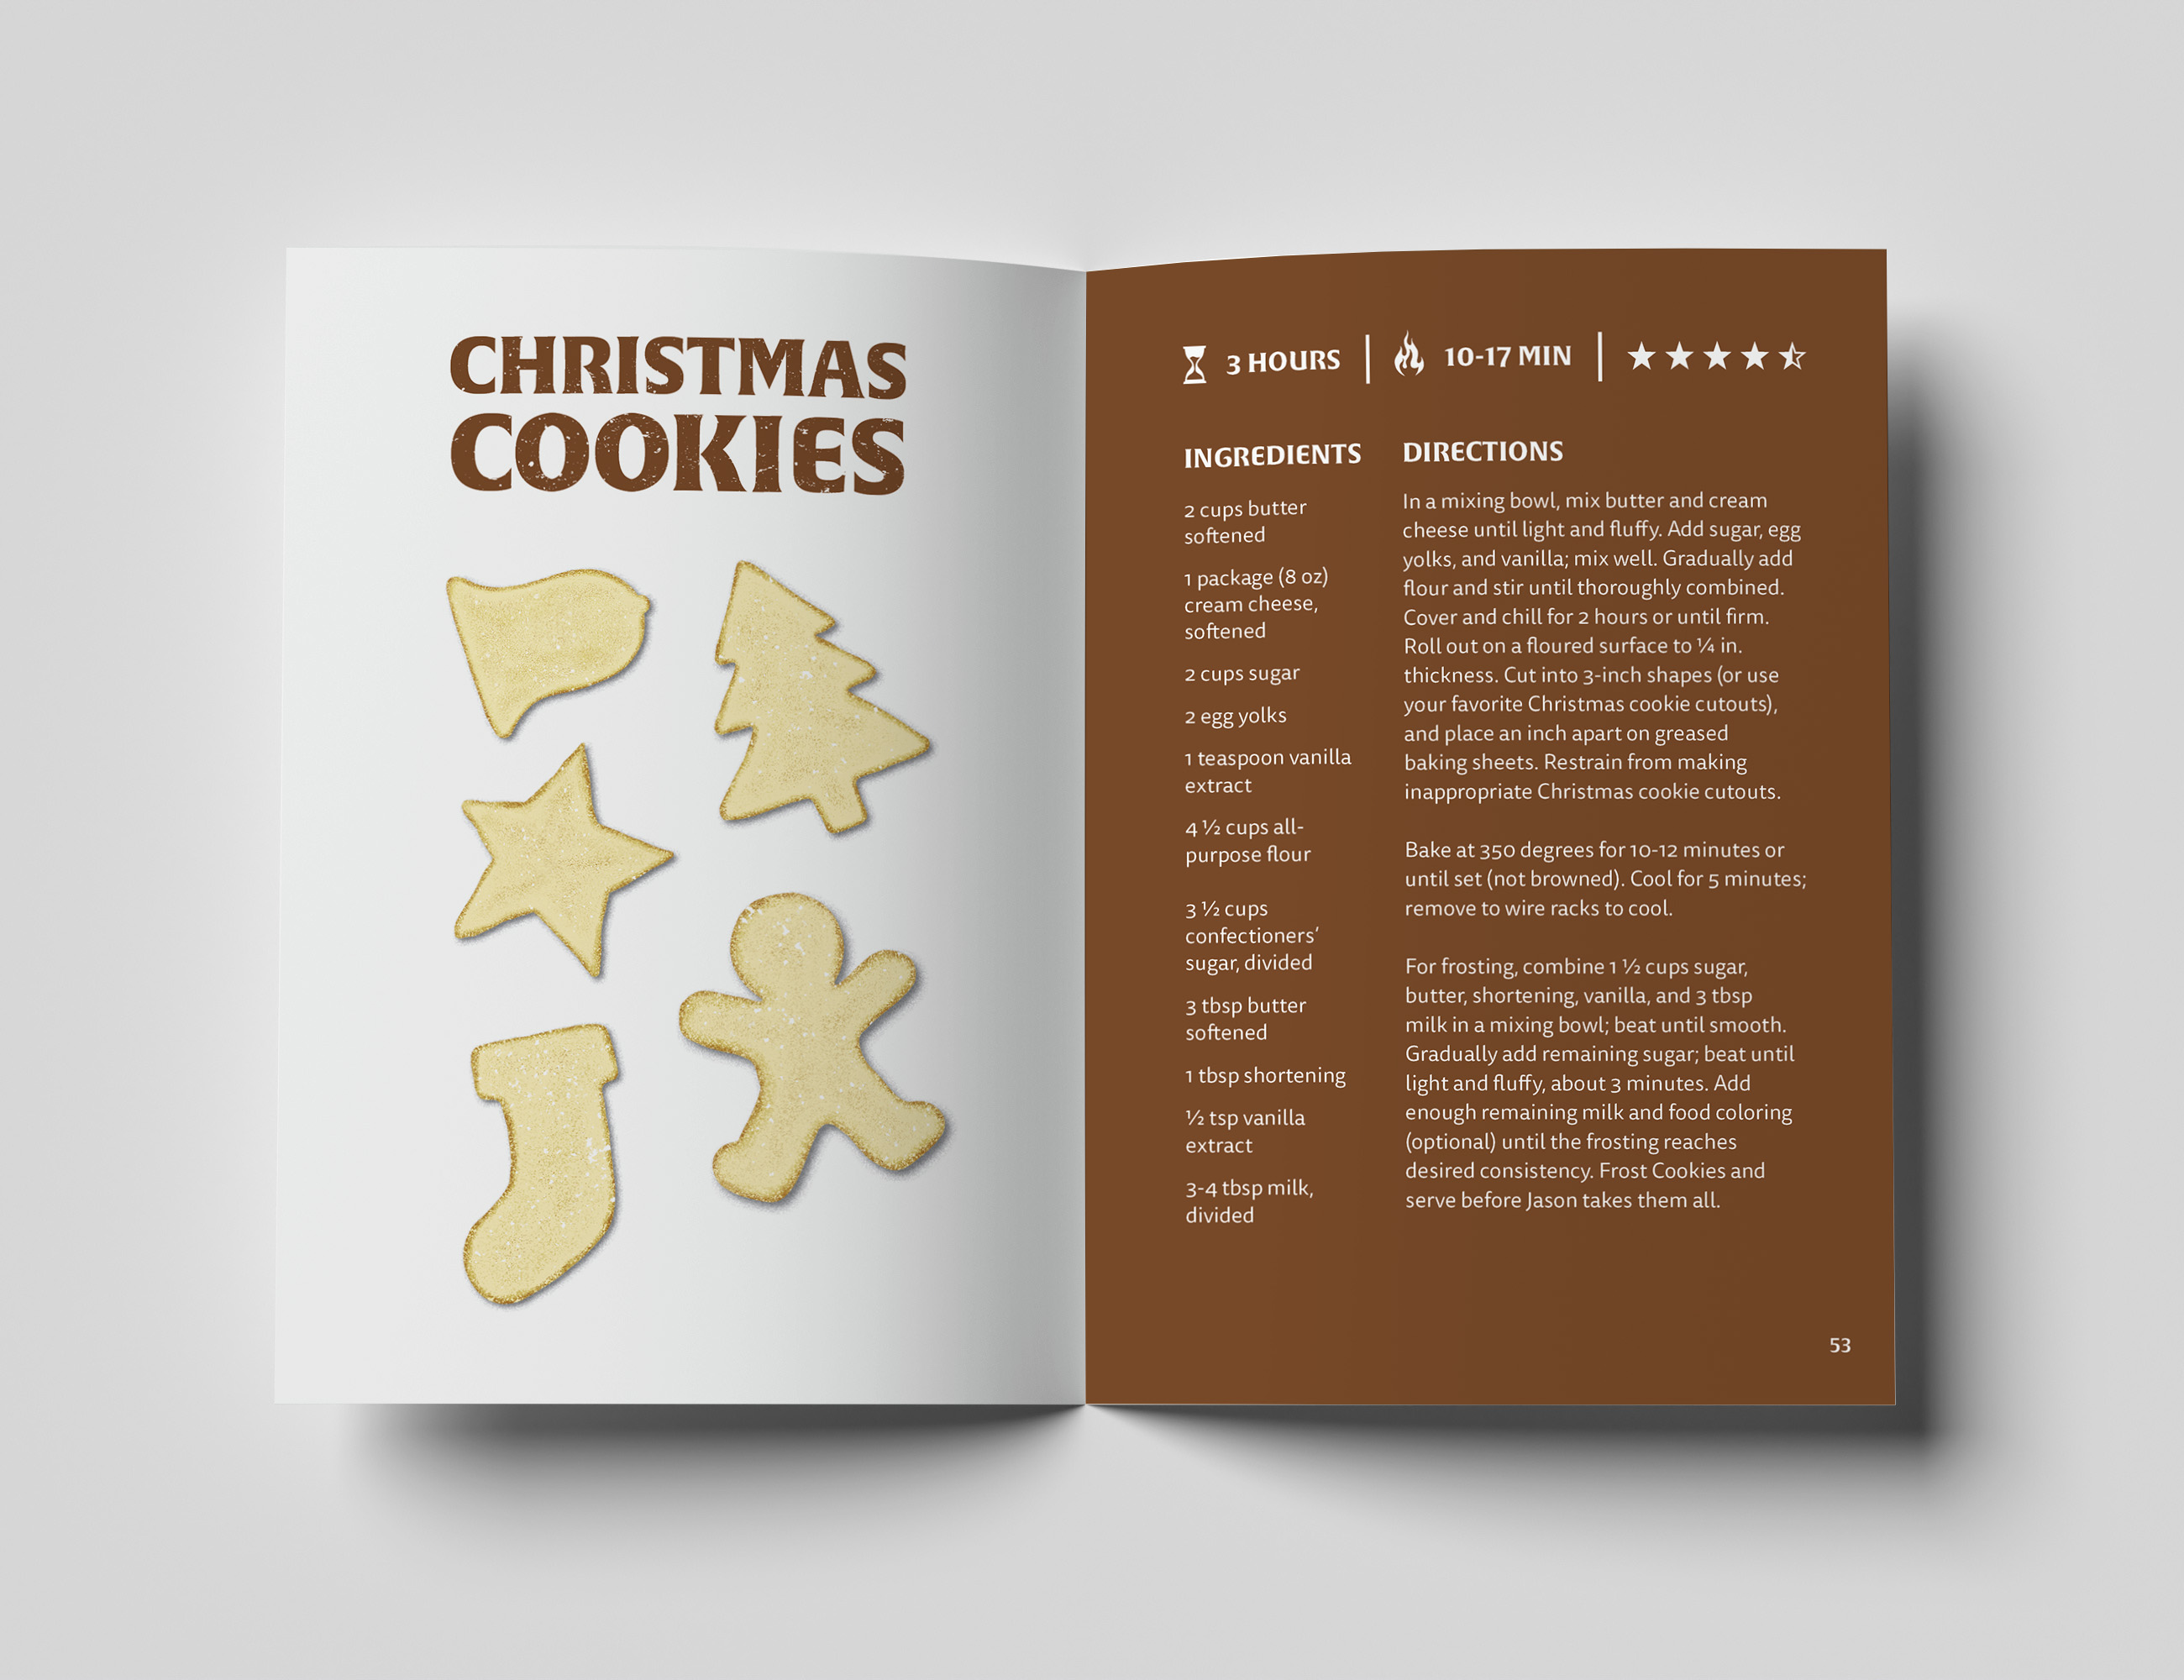 CHRISTMAS
COOKIES
3 HOURS | 10-17 MIN |
INGREDIENTS
2 cups butter
softened
1 package (8 oz)
cream cheese,
softened
2 cups sugar
2 egg yolks
1 teaspoon vanilla
extract
4 ½ cups all-
purpose flour
3 ½ cups
confectioners'
sugar, divided
3 tbsp butter
softened
1 tbsp shortening
½ tsp vanilla
extract
3-4 tbsp milk,
divided
DIRECTIONS
In a mixing bowl, mix butter and cream
cheese until light and fluffy. Add sugar, egg
yolks, and vanilla; mix well. Gradually add
flour and stir until thoroughly combined.
Cover and chill for 2 hours or until firm.
Roll out on a floured surface to ¼ in.
thickness. Cut into 3-inch shapes (or use
your favorite Christmas cookie cutouts),
and place an inch apart on greased
baking sheets. Restrain from making
inappropriate Christmas cookie cutouts.
Bake at 350 degrees for 10-12 minutes or
until set (not browned). Cool for 5 minutes;
remove to wire racks to cool.
For frosting, combine 1 ½ cups sugar,
butter, shortening, vanilla, and 3 tbsp
milk in a mixing bowl; beat until smooth.
Gradually add remaining sugar; beat until
light and fluffy, about 3 minutes. Add
enough remaining milk and food coloring
(optional) until the frosting reaches
desired consistency. Frost Cookies and
serve before Jason takes them all.
53